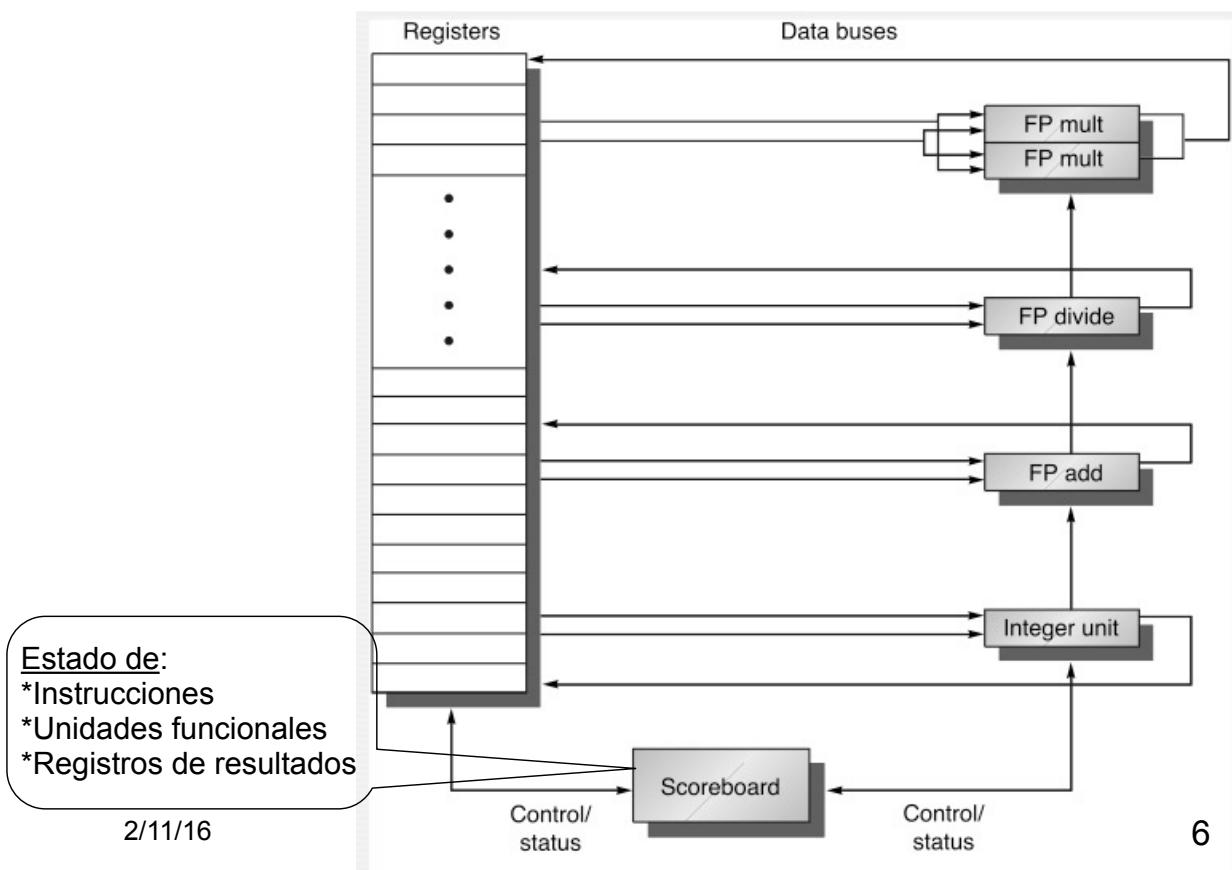 Registers
Data buses
FP mult
FP mult
FP divide
FP add
Integer unit
Estado de:
*Instrucciones
*Unidades funcionales
*Registros de resultados
Scoreboard
Control/
status
Control/
status
2/11/16
6